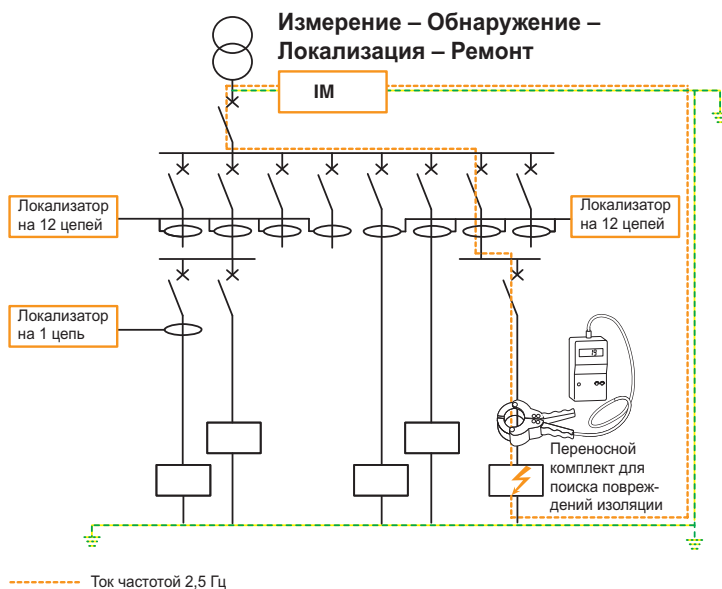 Измерение – Обнаружение –
Локализация – Ремонт
IM
Локализатор
на 12 цепей
Локализатор
на 12 цепей
Локализатор
на 1 цепь
19
Переносной
комплект для
поиска повреж-
дений изоляции
Ток частотой 2,5 Гц